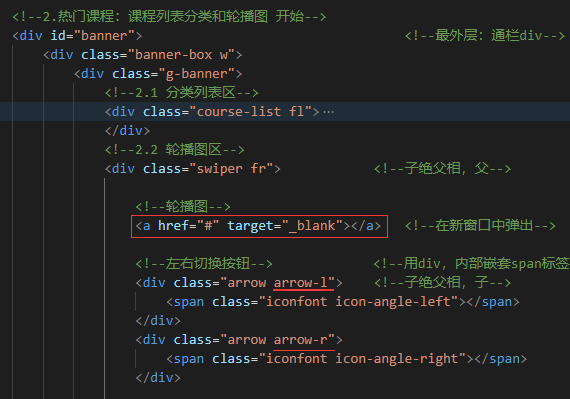 <!--2.热门课程：课程列表分类和轮播图 开始-->
<div id="banner"> <!--最外层：通栏div-->
<div class="banner-box w">
<div class="g-banner">
<!--2.1 分类列表区-->
<div class="course-list fl">…
</div>
<!--2.2 轮播图区-->
<div class="swiper fr"> <!--子绝父相，父-->
<!--轮播图-->
<a href="#" target="_blank"></a> <!--在新窗口中弹出-->
<!--左右切换按钮--> <!--用div，内部嵌套span标签
<div class="arrow arrow-l"> <!--子绝父相，子-->
<span class="iconfont icon-angle-left"></span>
</div>
<div class="arrow arrow-r">
<span class="iconfont icon-angle-right"></span>
</div>